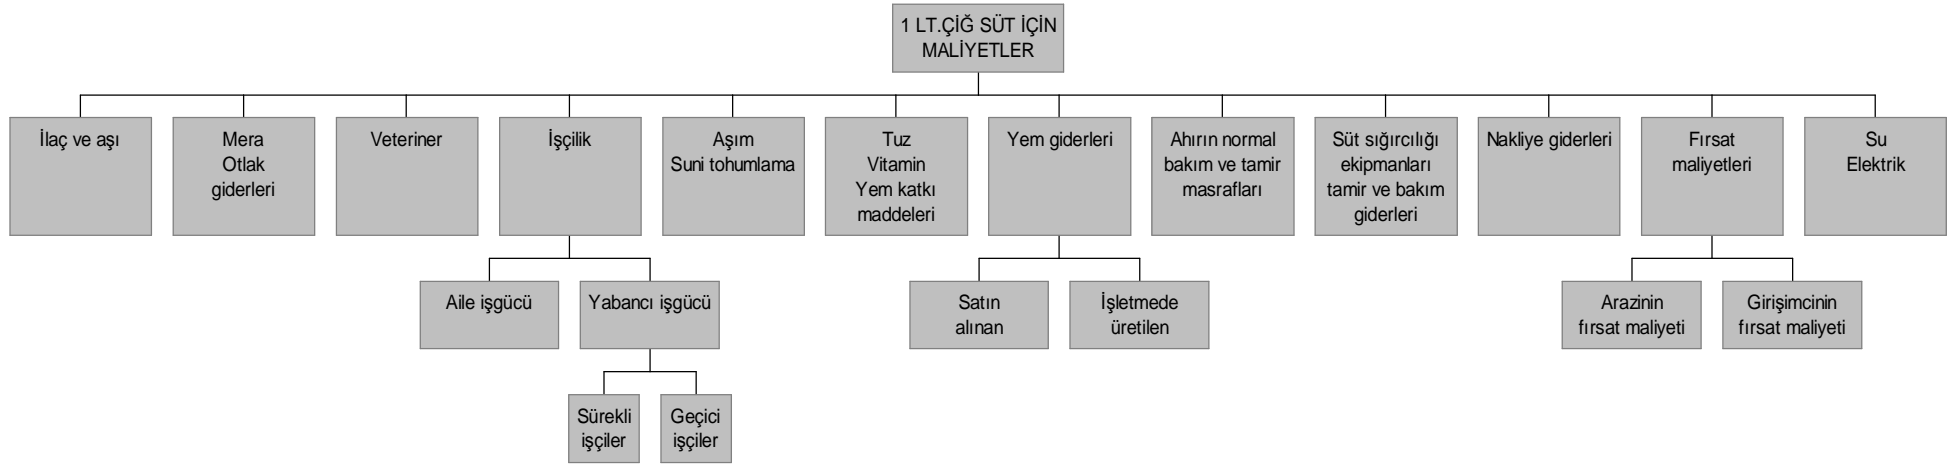 1 LT.ÇİĞ SÜT İÇİN
MALİYETLER
İlaç ve aşı
Mera
Otlak
giderleri
Veteriner
İşçilik
Aşım
Suni tohumlama
Tuz
Vitamin
Yem katkı
maddeleri
Yem giderleri
Ahırın normal
bakım ve tamir
masrafları
Süt sığırcılığı
ekipmanları
tamir ve bakım
giderleri
Nakliye giderleri
Fırsat
maliyetleri
Su
Elektrik
Aile işgücü
Yabancı işgücü
Satın
alınan
İşletmede
üretilen
Arazinin
fırsat maliyeti
Girişimcinin
fırsat maliyeti
Sürekli
işçiler
Geçici
işçiler